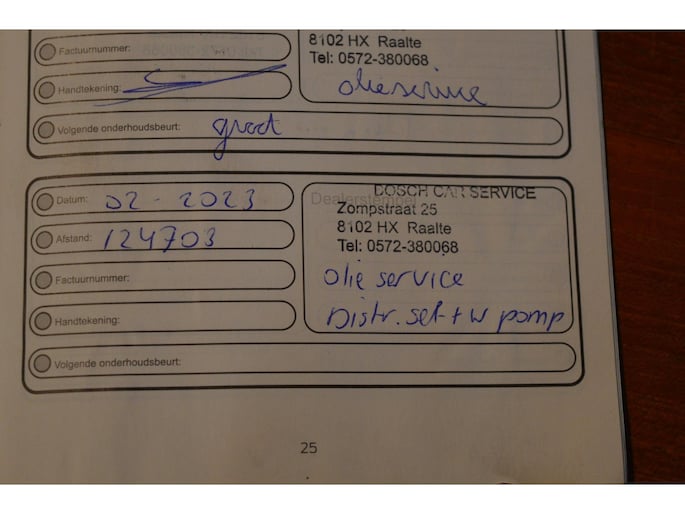 Factuurnummer:
8102 HX Raalte
Tel: 0572-380068
Handtekening:
olieservice
Volgende onderhoudsbeurt: groot
Datum: 02 - 2023
Dealerstempel
BOSCH CAR SERVICE
Zompstraat 25
Afstand: 124703
8102 HX Raalte
Tel: 0572-380068
Factuurnummer:
Olie service
Handtekening:
Distr. set + w pomp
Volgende onderhoudsbeurt:
25